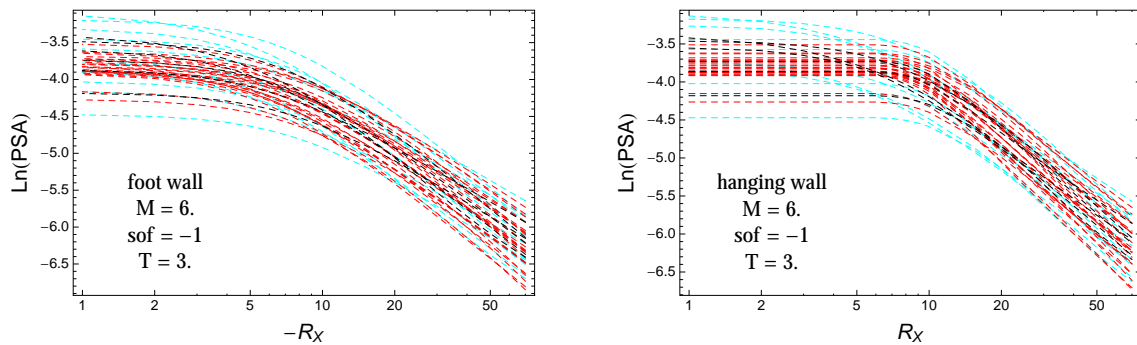 Ln(PSA)
−3.5
−4.0
−4.5
−5.0
−5.5
−6.0
−6.5
foot wall
M = 6.
sof = −1
T = 3.
1 2 5 10 20 50
−R_X
Ln(PSA)
−3.5
−4.0
−4.5
−5.0
−5.5
−6.0
−6.5
hanging wall
M = 6.
sof = −1
T = 3.
1 2 5 10 20 50
R_X